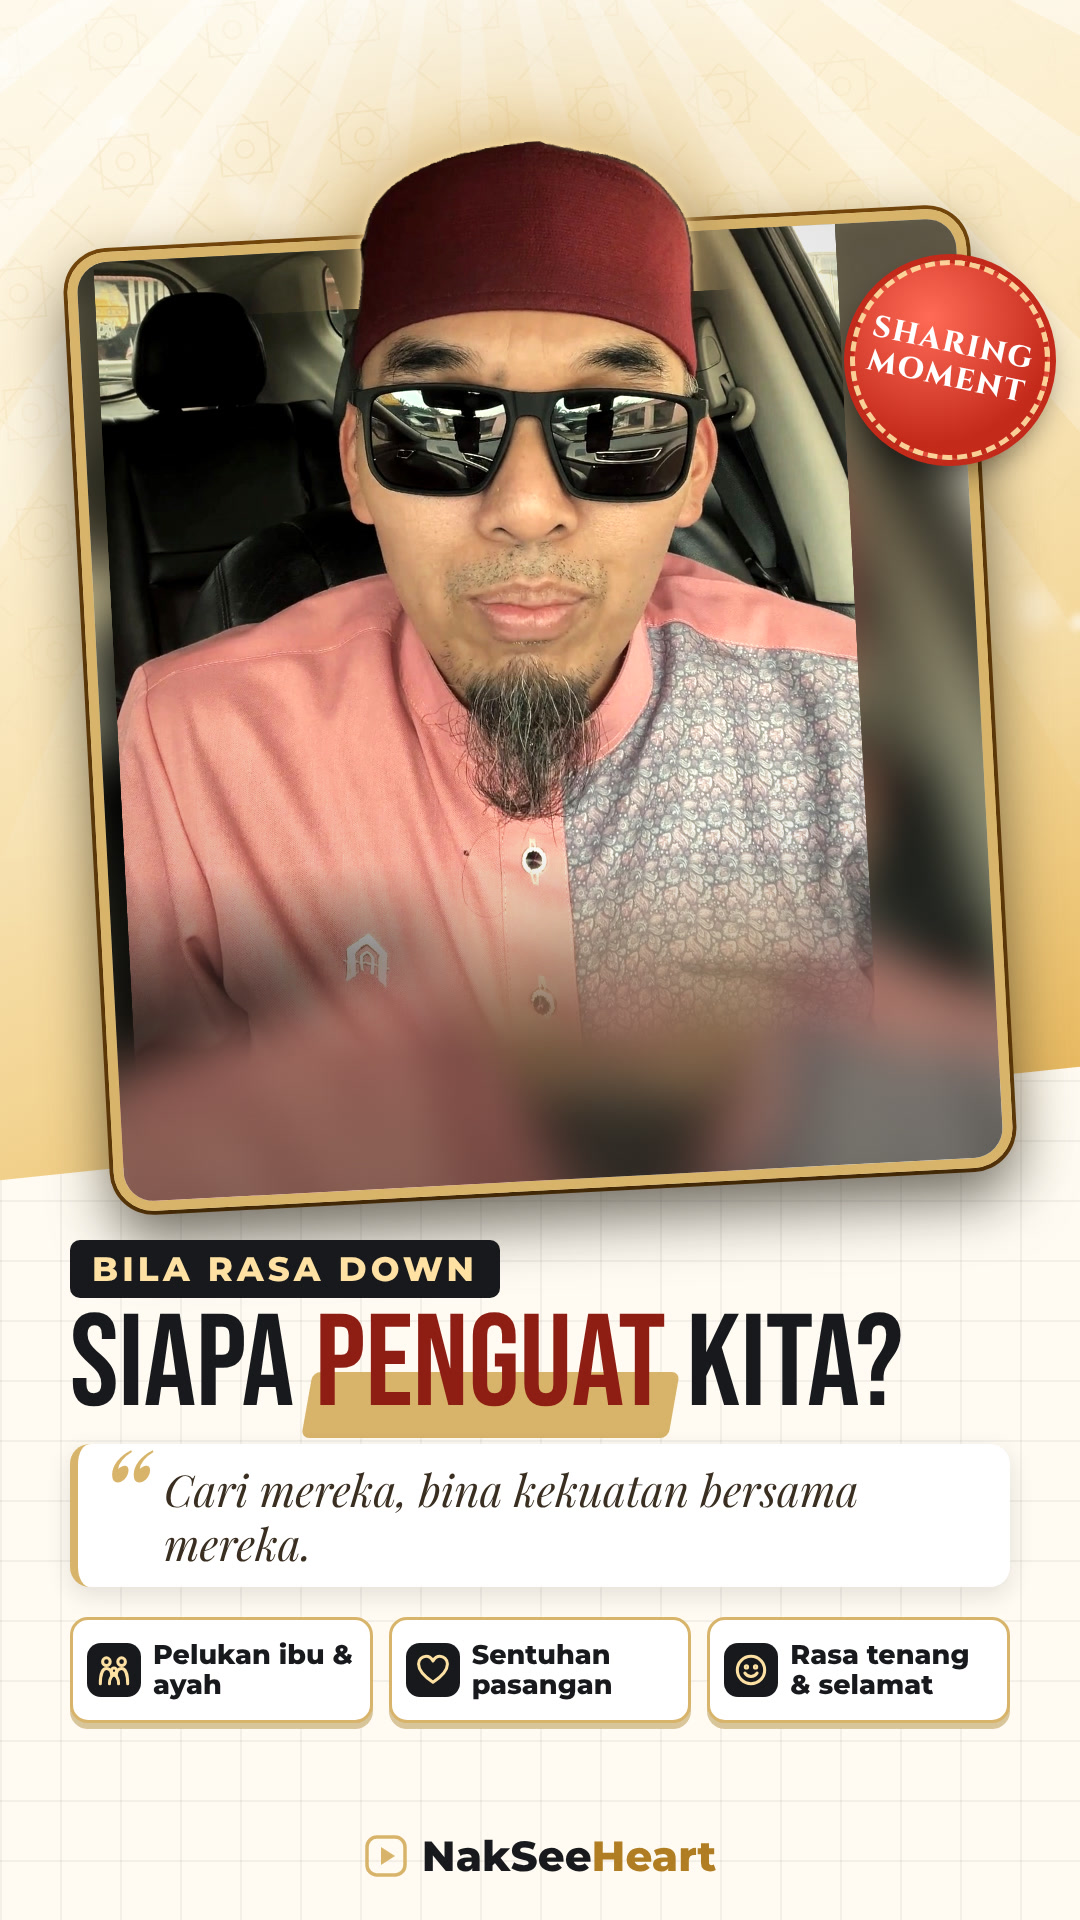 SHARING
MOMENT
BILA RASA DOWN
SIAPA PENGUAT KITA?
“Cari mereka, bina kekuatan bersama
mereka.
Pelukan ibu &
ayah
Sentuhan
pasangan
Rasa tenang
& selamat
NakSeeHeart